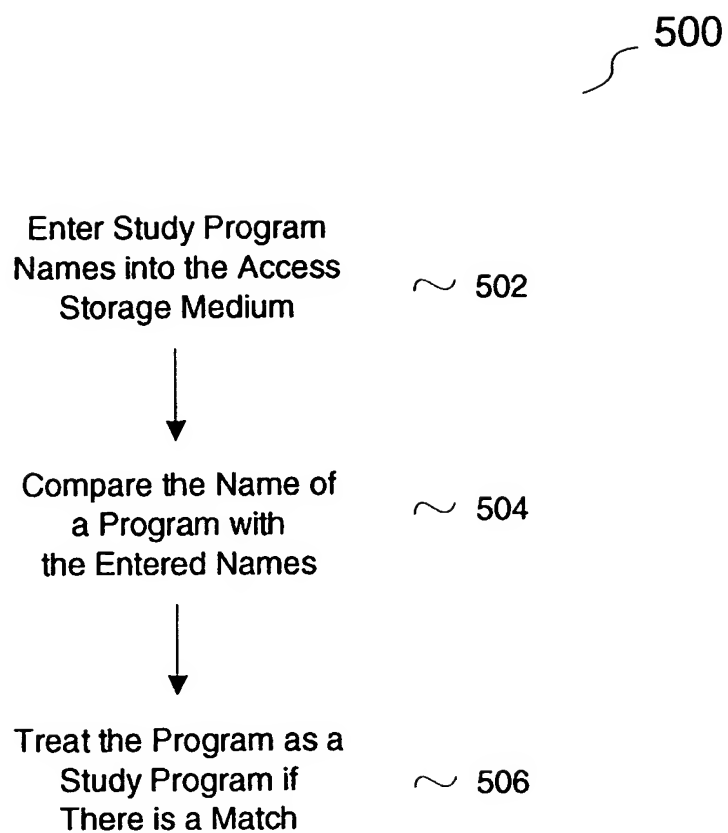 500
Enter Study Program
Names into the Access
Storage Medium
502
Compare the Name of
a Program with
the Entered Names
504
Treat the Program as a
Study Program if
There is a Match
506